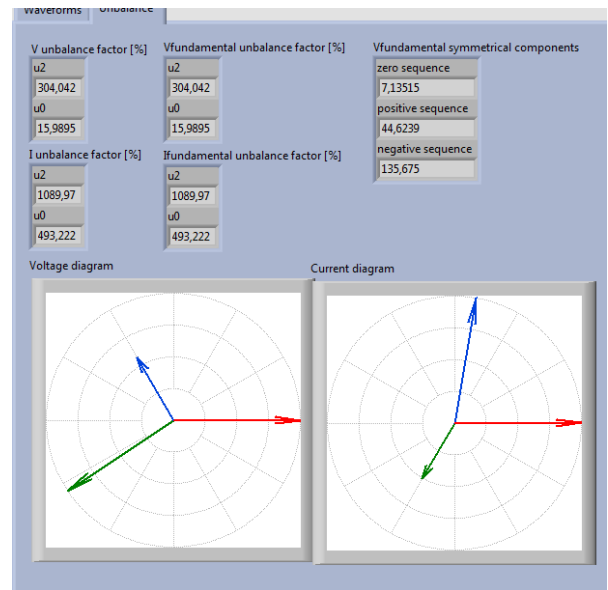 Waveforms Unbalance
V unbalance factor [%] Vfundamental unbalance factor [%] Vfundamental symmetrical components
u2 u2 zero sequence
304,042 304,042 7,13515
u0 u0 positive sequence
15,9895 15,9895 44,6239
negative sequence
I unbalance factor [%] Ifundamental unbalance factor [%]
135,675
u2 u2
1089,97 1089,97
u0 u0
493,222 493,222
Voltage diagram Current diagram